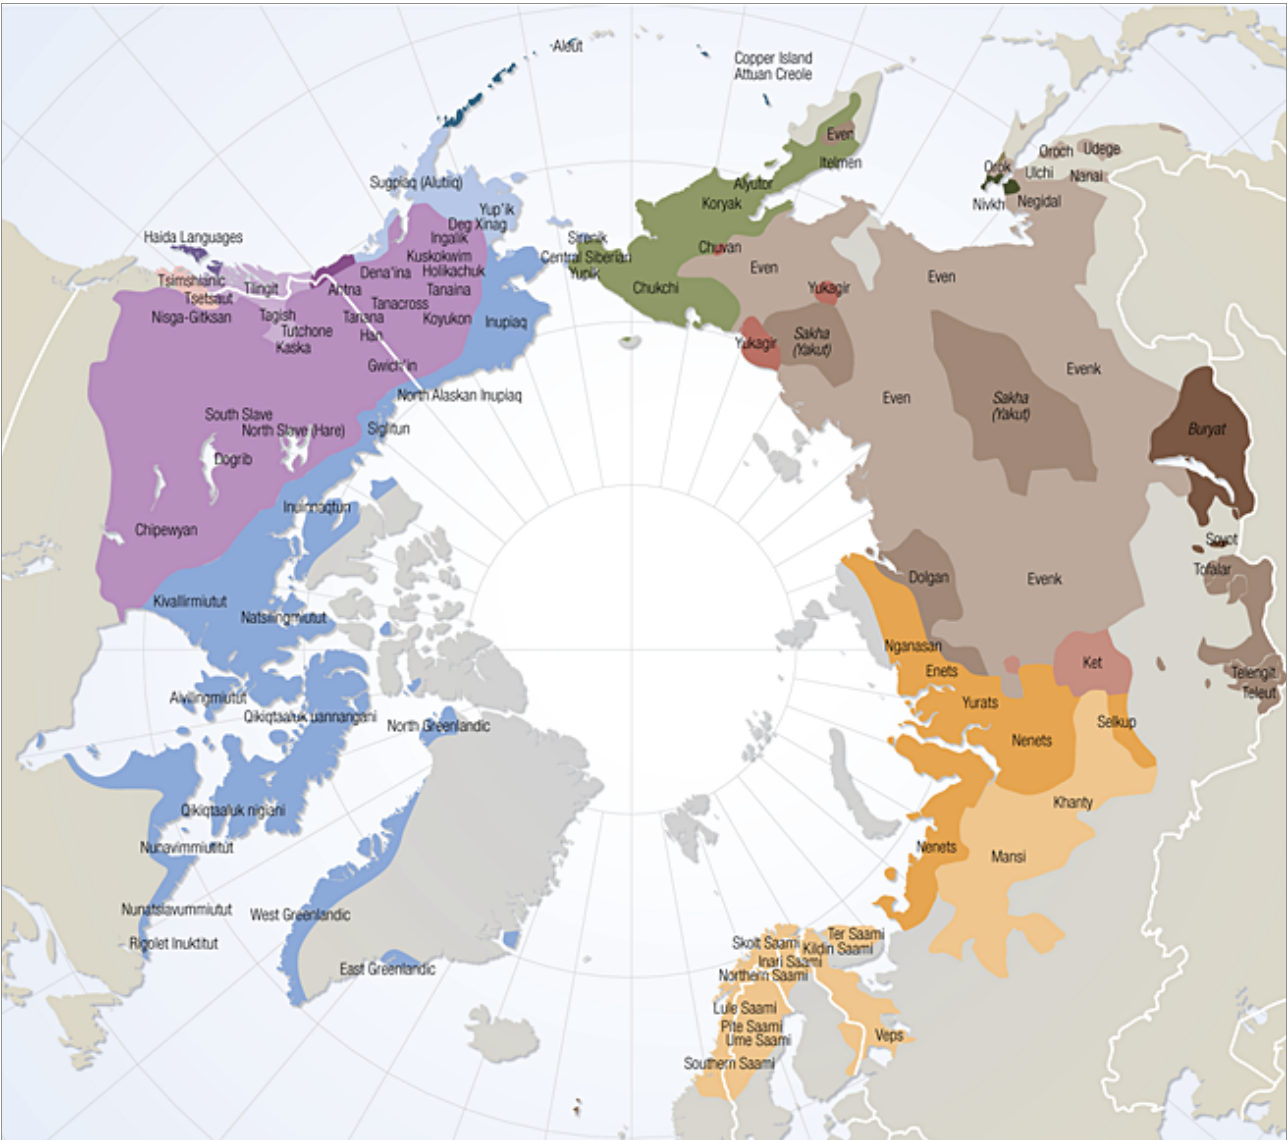 Aleut
Copper Island
Attuan Creole
Even
Itelmen
Alyutor
Koryak
Chuvan
Even
Sirenik
Central Siberian
Yupik
Chukchi
Yukagir
Yukagir
Sakha
(Yakut)
Orok
Oroch
Udege
Ulchi
Nanai
Nivkh
Negidal
Even
Evenk
Even
Sakha
(Yakut)
Buryat
Soyot
Tofalar
Telengit
Teleut
Dolgan
Evenk
Ket
Nganasan
Enets
Yurats
Nenets
Selkup
Khanty
Nenets
Mansi
Sugpiaq (Alutiiq)
Yup'ik
Deg Xinag
Ingalik
Kuskokwim
Holikachuk
Dena'ina
Ahtna
Tanaina
Tanacross
Tanana
Koyukon
Han
Inupiaq
Gwich'in
Haida Languages
Tsimshianic
Tsetsaut
Nisga-Gitksan
Tlingit
Tagish
Tutchone
Kaska
North Alaskan Inupiaq
Siglitun
South Slave
North Slave (Hare)
Dogrib
Chipewyan
Inuinnaqtun
Kivallirmiutut
Natsilingmiutut
Aivilingmiutut
Qikiqtaaluk uannangani
North Greenlandic
Qikiqtaaluk nigiani
Nunavimmiutitut
Nunatsiavummiutut
Rigolet Inuktitut
West Greenlandic
East Greenlandic
Skolt Saami
Ter Saami
Kildin Saami
Inari Saami
Northern Saami
Lule Saami
Pite Saami
Ume Saami
Southern Saami
Veps